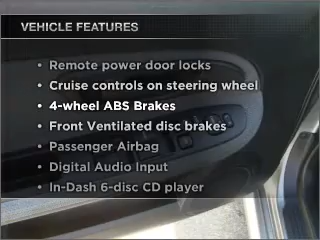 VEHICLE FEATURES
• Remote power door locks
• Cruise controls on steering wheel
• 4-wheel ABS Brakes
• Front Ventilated disc brakes
• Passenger Airbag
• Digital Audio Input
• In-Dash 6-disc CD player